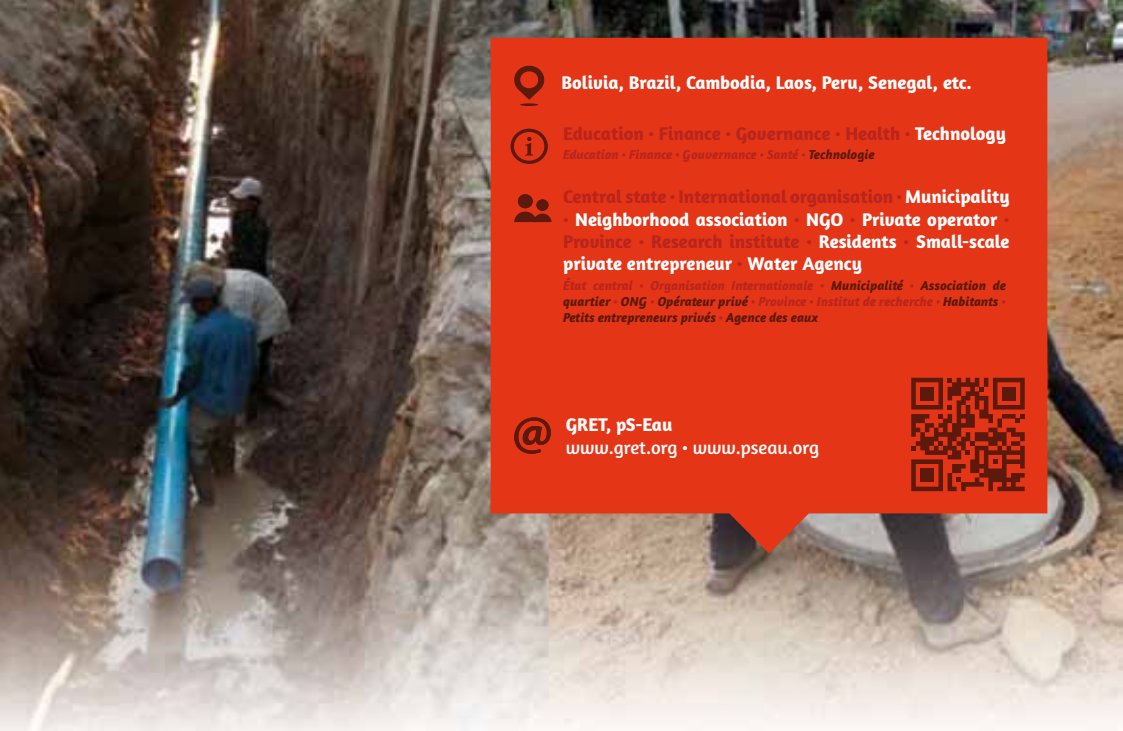 Bolivia, Brazil, Cambodia, Laos, Peru, Senegal, etc.
Education • Finance • Governance • Health • Technology
Education • Finance • Gouvernance • Santé • Technologie
Central state • International organisation • Municipality
• Neighborhood association • NGO • Private operator •
Province • Research institute • Residents • Small-scale
private entrepreneur • Water Agency
État central • Organisation Internationale • Municipalité • Association de
quartier • ONG • Opérateur privé • Province • Institut de recherche • Habitants •
Petits entrepreneurs privés • Agence des eaux
@ GRET, pS-Eau
www.gret.org • www.pseau.org